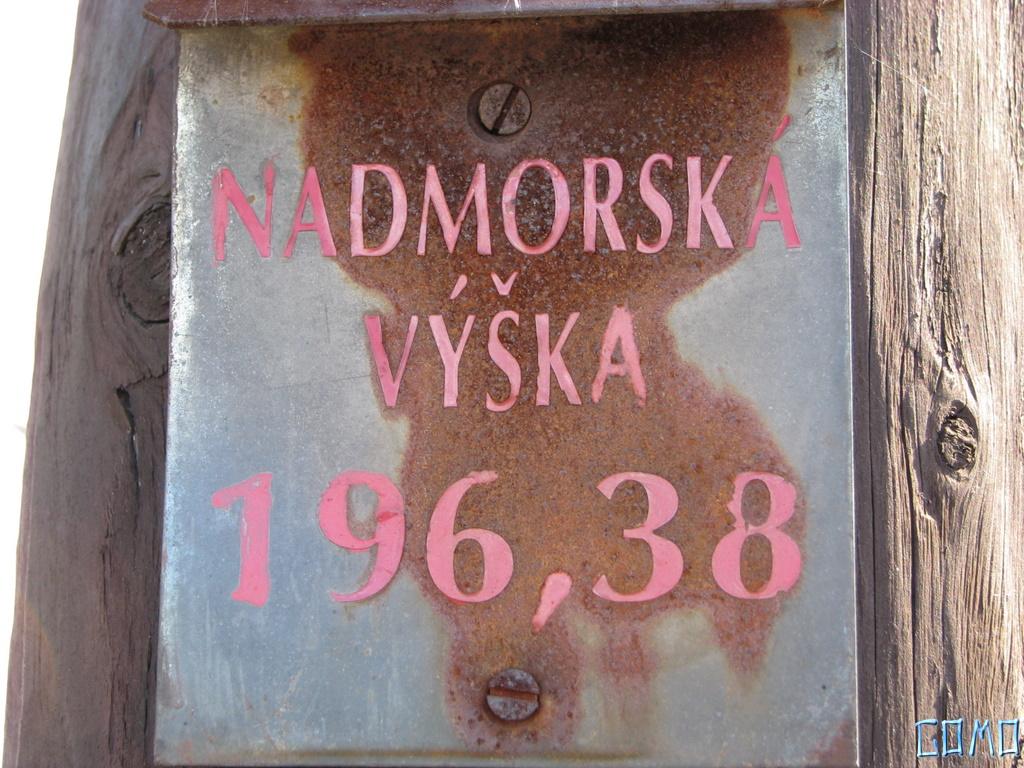 NADMORSKÁ
VÝŠKA
196,38
COMO